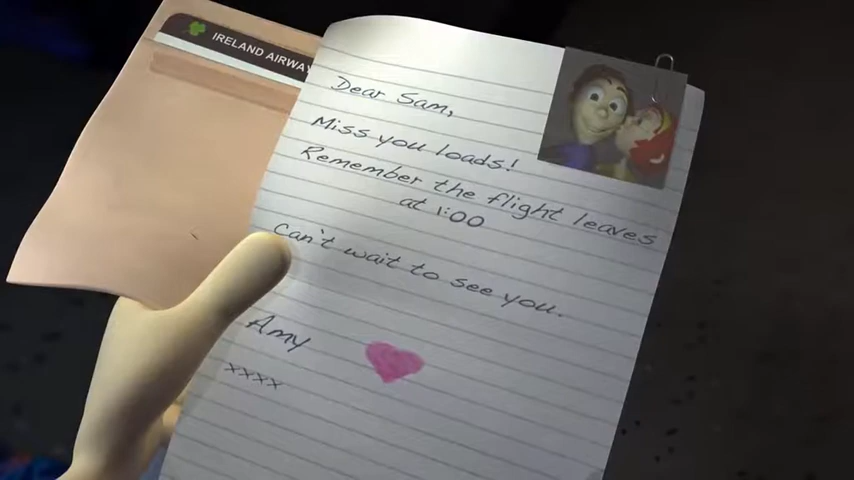 IRELAND AIRWAY
Dear Sam,
Miss you loads!
Remember the flight leaves
at 1:00
Can't wait to see you.
Amy
xxxx